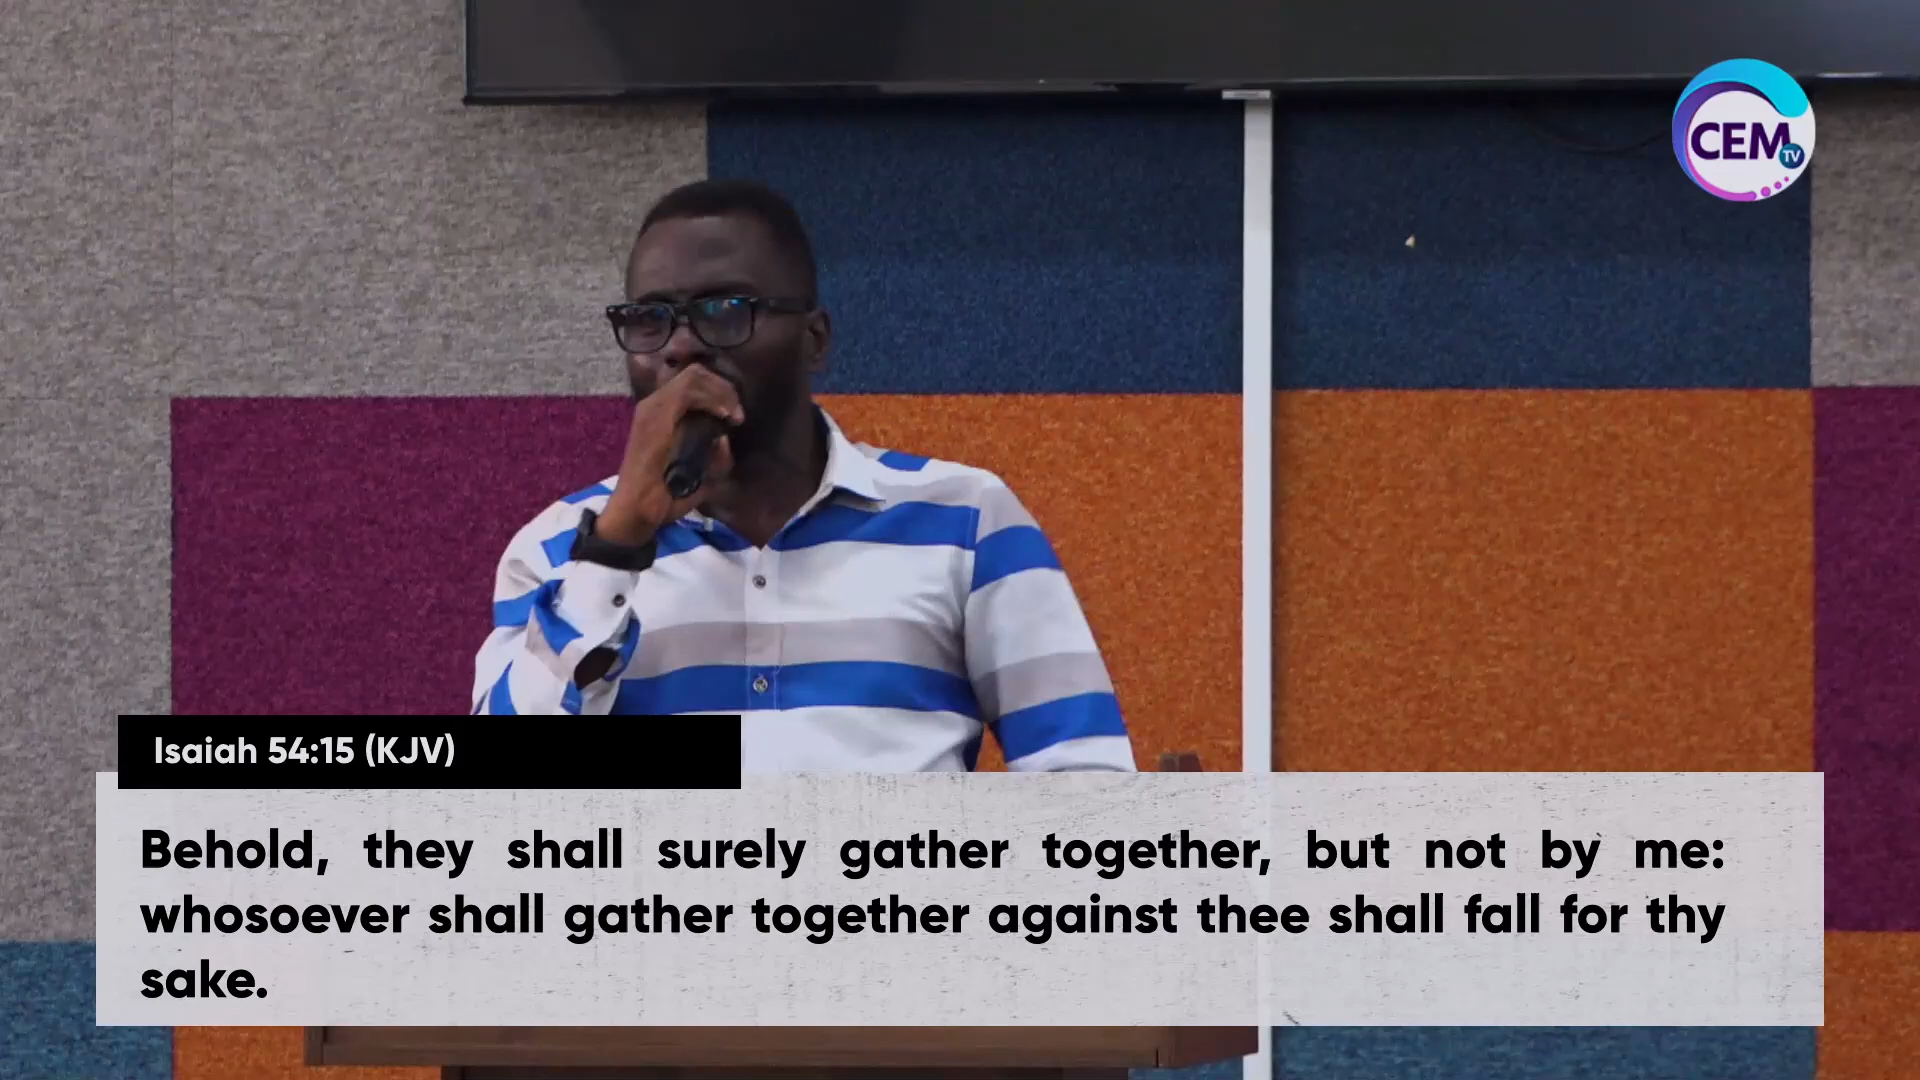 CEM
TV
Isaiah 54:15 (KJV)
Behold, they shall surely gather together, but not by me:
whosoever shall gather together against thee shall fall for thy
sake.